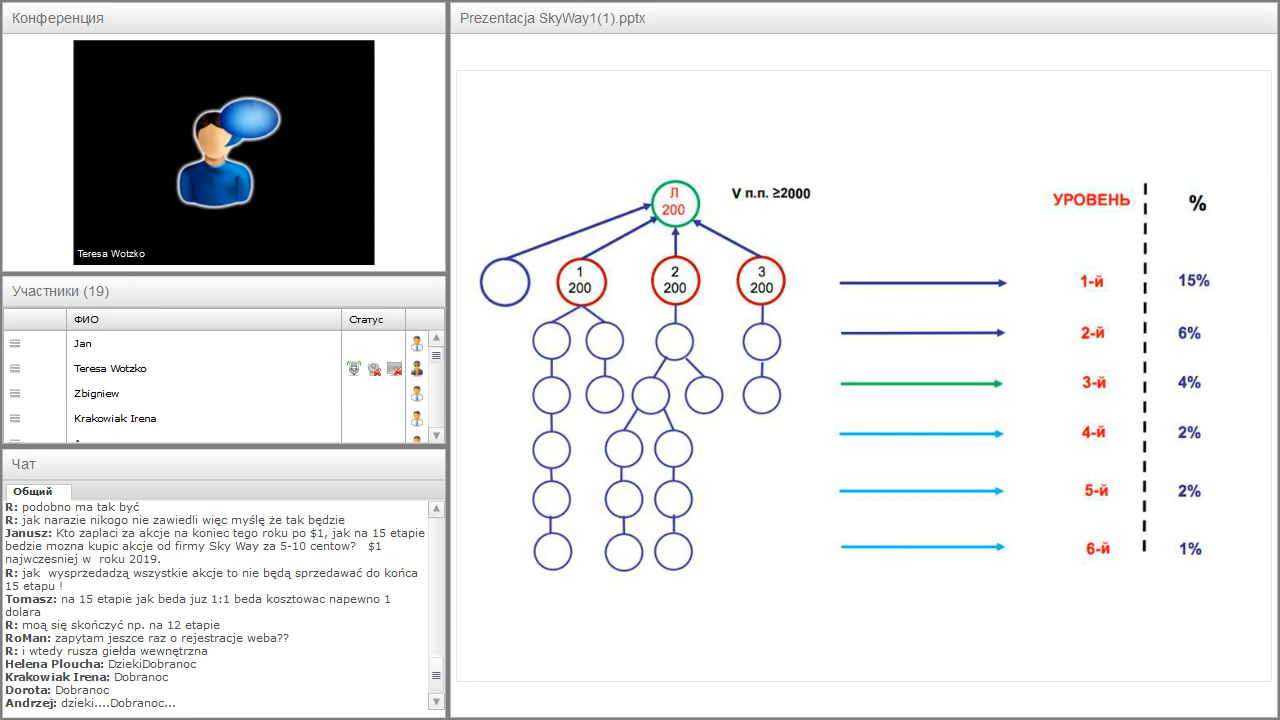 Конференция
Teresa Wotzko
Участники (19)
ФИО Статус
Jan
Teresa Wotzko
Zbigniew
Krakowiak Irena
Чат
Общий
R: podobno ma tak być
R: jak narazie nikogo nie zawiedli więc myślę że tak będzie
Janusz: Kto zaplaci za akcje na koniec tego roku po $1, jak na 15 etapie
bedzie mozna kupic akcje od firmy Sky Way za 5-10 centow? $1
najwczesniej w roku 2019.
R: jak wysprzedadzą wszystkie akcje to nie będą sprzedawać do końca
15 etapu !
Tomasz: na 15 etapie jak beda juz 1:1 beda kosztowac napewno 1
dolara
R: moą się skończyć np. na 12 etapie
RoMan: zapytam jeszce raz o rejestracje weba??
R: i wtedy rusza giełda wewnętrzna
Helena Ploucha: DziekiDobranoc
Krakowiak Irena: Dobranoc
Dorota: Dobranoc
Andrzej: dzieki....Dobranoc...
Prezentacja SkyWay1(1).pptx
Л
200
V п.п. ≥2000
1
200
2
200
3
200
УРОВЕНЬ %
1-й 15%
2-й 6%
3-й 4%
4-й 2%
5-й 2%
6-й 1%